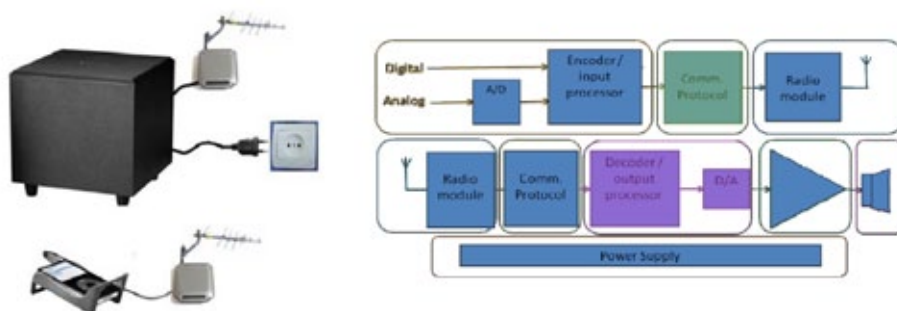 Digital
Analog
A/D
Encoder /
input
processor
Comm.
Protocol
Radio
module
Radio
module
Comm.
Protocol
Decoder /
output
processor
D/A
Power Supply